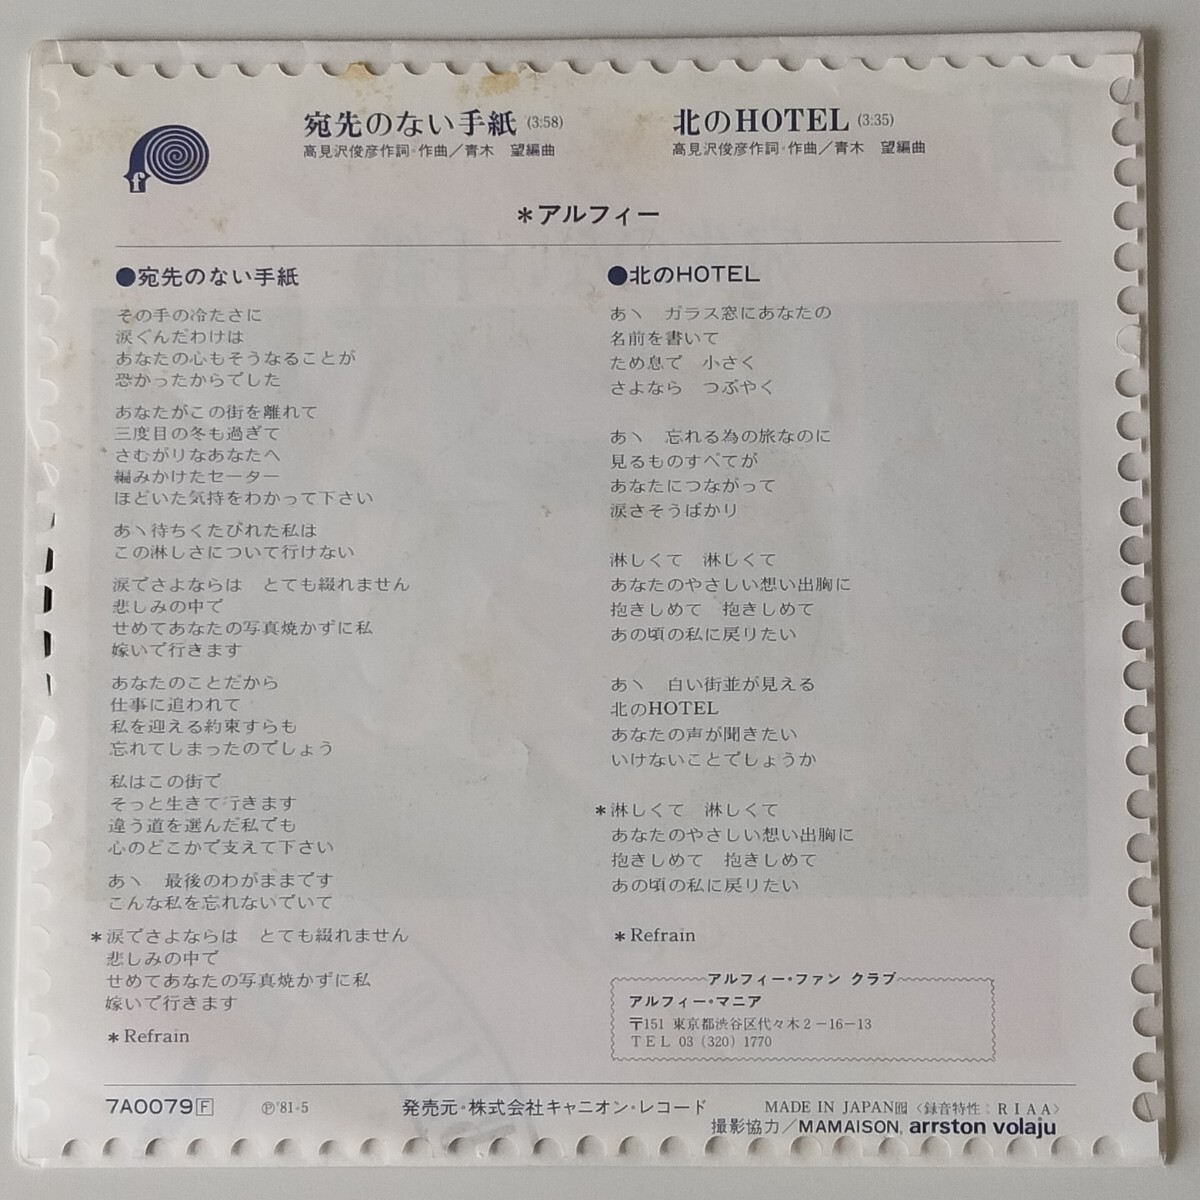 f
宛先のない手紙 (3:58)
高見沢俊彦作詞・作曲／青木　望編曲
北のHOTEL (3:35)
高見沢俊彦作詞・作曲／青木　望編曲
＊アルフィー
●宛先のない手紙
その手の冷たさに
涙ぐんだわけは
あなたの心もそうなることが
恐かったからでした
あなたがこの街を離れて
三度目の冬も過ぎて
さむがりなあなたへ
編みかけたセーター
ほどいた気持をわかって下さい
あヽ待ちくたびれた私は
この淋しさについて行けない
涙でさよならは　とても綴れません
悲しみの中で
せめてあなたの写真焼かずに私
嫁いで行きます
あなたのことだから
仕事に追われて
私を迎える約束すらも
忘れてしまったのでしょう
私はこの街で
そっと生きて行きます
違う道を選んだ私でも
心のどこかで支えて下さい
あヽ　最後のわがままです
こんな私を忘れないでいて
＊涙でさよならは　とても綴れません
悲しみの中で
せめてあなたの写真焼かずに私
嫁いで行きます
＊Refrain
●北のHOTEL
あヽ　ガラス窓にあなたの
名前を書いて
ため息で　小さく
さよなら　つぶやく
あヽ　忘れる為の旅なのに
見るものすべてが
あなたにつながって
涙さそうばかり
淋しくて　淋しくて
あなたのやさしい想い出胸に
抱きしめて　抱きしめて
あの頃の私に戻りたい
あヽ　白い街並が見える
北のHOTEL
あなたの声が聞きたい
いけないことでしょうか
＊淋しくて　淋しくて
あなたのやさしい想い出胸に
抱きしめて　抱きしめて
あの頃の私に戻りたい
＊Refrain
アルフィー・ファン クラブ
アルフィー・マニア
〒151 東京都渋谷区代々木2－16－13
TEL 03 (320) 1770
7A0079 F　℗'81・5　発売元・株式会社キャニオン・レコード　MADE IN JAPAN 〈録音特性：RIAA〉
撮影協力／MAMAISON, arrston volaju